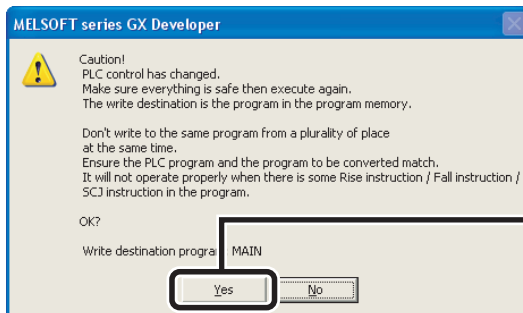 MELSOFT series GX Developer
Caution!
PLC control has changed.
Make sure everything is safe then execute again.
The write destination is the program in the program memory.
Don't write to the same program from a plurality of place
at the same time.
Ensure the PLC program and the program to be converted match.
It will not operate properly when there is some Rise instruction / Fall instruction /
SCJ instruction in the program.
OK?
Write destination progra MAIN
Yes
No